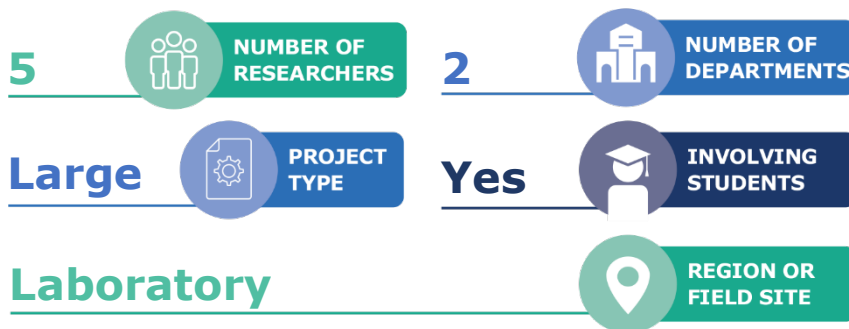 5
NUMBER OF
RESEARCHERS
2
NUMBER OF
DEPARTMENTS
Large
PROJECT
TYPE
Yes
INVOLVING
STUDENTS
Laboratory
REGION OR
FIELD SITE